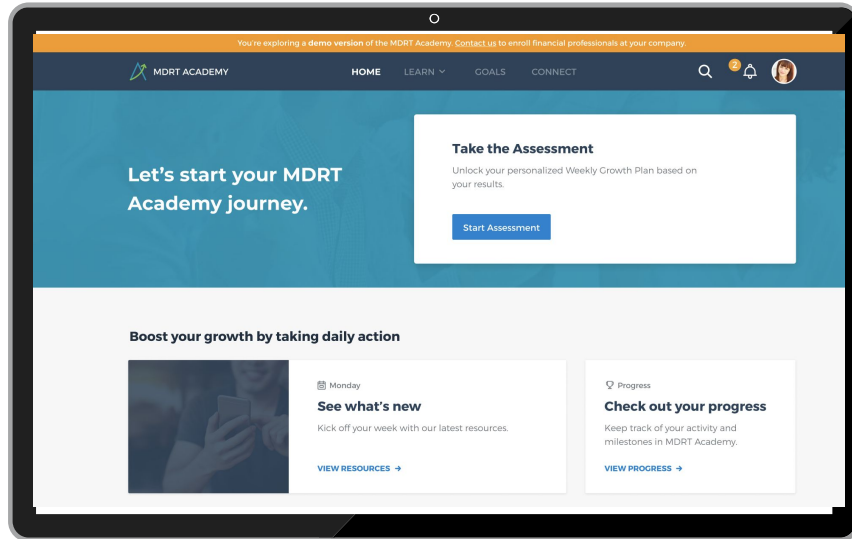 You're exploring a demo version of the MDRT Academy. Contact us to enroll financial professionals at your company.
MDRT ACADEMY
HOME
LEARN
GOALS
CONNECT
2
Let's start your MDRT
Academy journey.
Take the Assessment
Unlock your personalized Weekly Growth Plan based on
your results.
Start Assessment
Boost your growth by taking daily action
Monday
See what's new
Kick off your week with our latest resources.
VIEW RESOURCES →
Progress
Check out your progress
Keep track of your activity and
milestones in MDRT Academy.
VIEW PROGRESS →